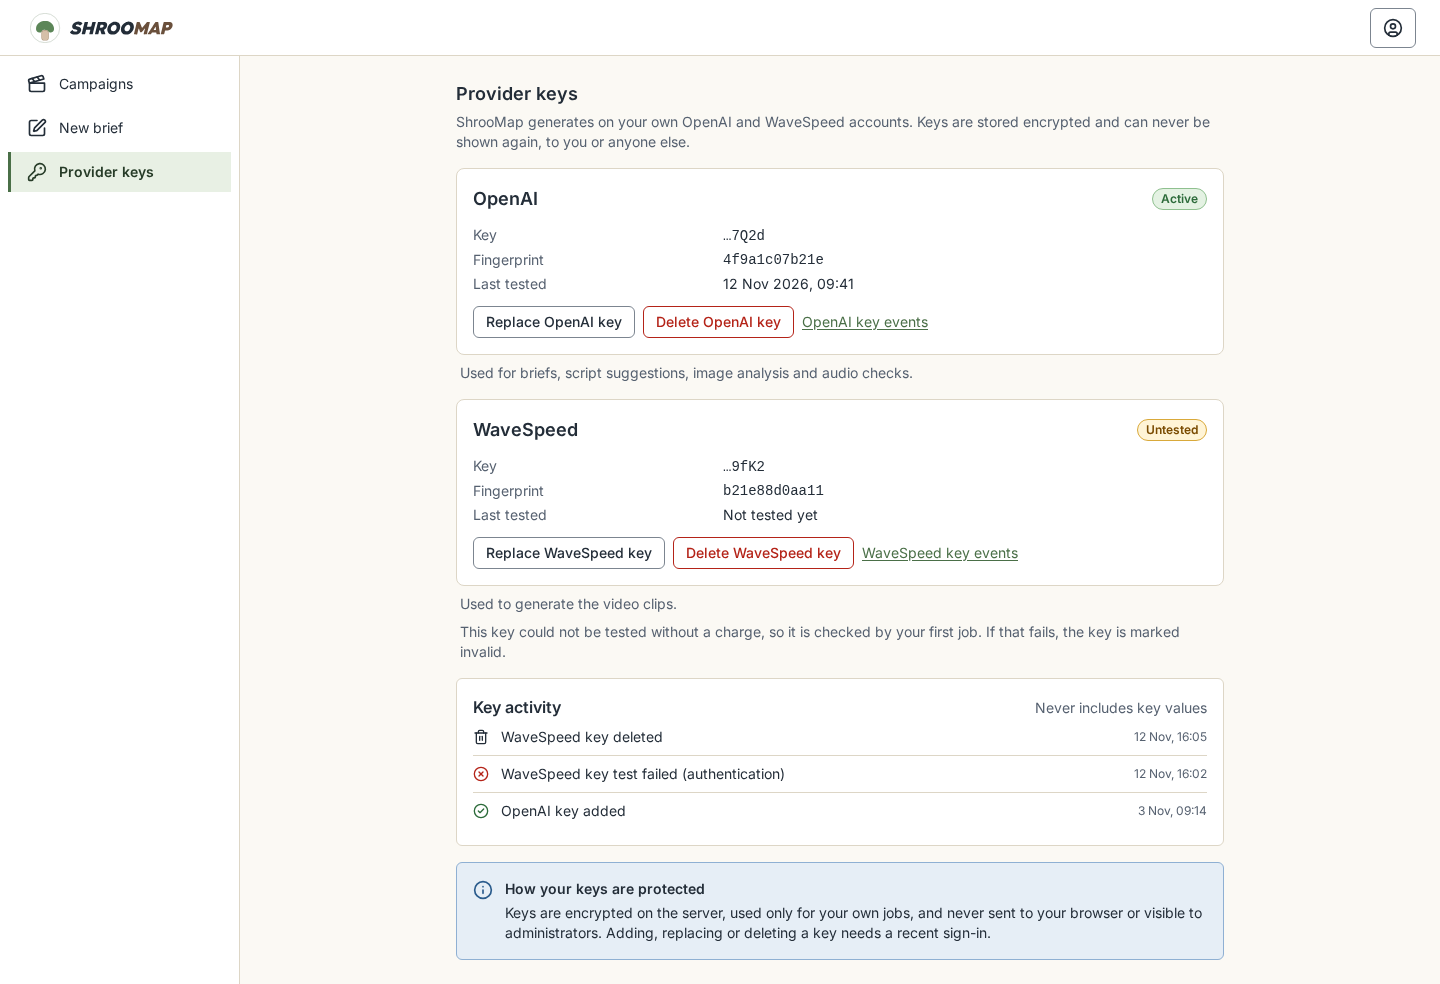 SHROOMAP
Campaigns
New brief
Provider keys
Provider keys
ShrooMap generates on your own OpenAI and WaveSpeed accounts. Keys are stored encrypted and can never be
shown again, to you or anyone else.
OpenAI
Active
Key …7Q2d
Fingerprint 4f9a1c07b21e
Last tested 12 Nov 2026, 09:41
Replace OpenAI key Delete OpenAI key OpenAI key events
Used for briefs, script suggestions, image analysis and audio checks.
WaveSpeed
Untested
Key …9fK2
Fingerprint b21e88d0aa11
Last tested Not tested yet
Replace WaveSpeed key Delete WaveSpeed key WaveSpeed key events
Used to generate the video clips.
This key could not be tested without a charge, so it is checked by your first job. If that fails, the key is marked
invalid.
Key activity Never includes key values
WaveSpeed key deleted 12 Nov, 16:05
WaveSpeed key test failed (authentication) 12 Nov, 16:02
OpenAI key added 3 Nov, 09:14
How your keys are protected
Keys are encrypted on the server, used only for your own jobs, and never sent to your browser or visible to
administrators. Adding, replacing or deleting a key needs a recent sign-in.